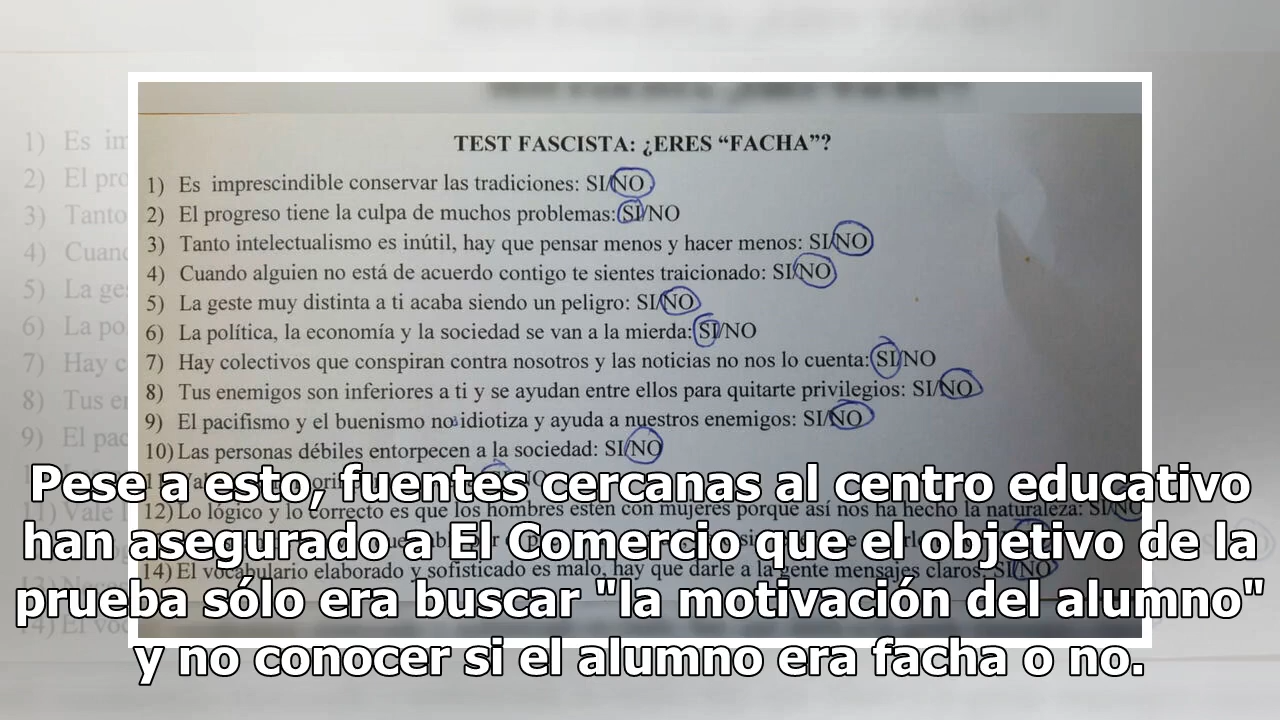 TEST FASCISTA: ¿ERES “FACHA”?
1) Es imprescindible conservar las tradiciones: SI/NO
2) El progreso tiene la culpa de muchos problemas: SI/NO
3) Tanto intelectualismo es inútil, hay que pensar menos y hacer menos: SI/NO
4) Cuando alguien no está de acuerdo contigo te sientes traicionado: SI/NO
5) La geste muy distinta a ti acaba siendo un peligro: SI/NO
6) La política, la economía y la sociedad se van a la mierda: SI/NO
7) Hay colectivos que conspiran contra nosotros y las noticias no nos lo cuenta: SI/NO
8) Tus enemigos son inferiores a ti y se ayudan entre ellos para quitarte privilegios: SI/NO
9) El pacifismo y el buenismo nos idiotiza y ayuda a nuestros enemigos: SI/NO
10) Las personas débiles entorpecen a la sociedad: SI/NO
12) Lo lógico y lo correcto es que los hombres estén con mujeres porque así nos ha hecho la naturaleza: SI/NO
14) El vocabulario elaborado y sofisticado es malo, hay que darle a la gente mensajes claros: SI/NO
Pese a esto, fuentes cercanas al centro educativo
han asegurado a El Comercio que el objetivo de la
prueba sólo era buscar "la motivación del alumno"
y no conocer si el alumno era facha o no.